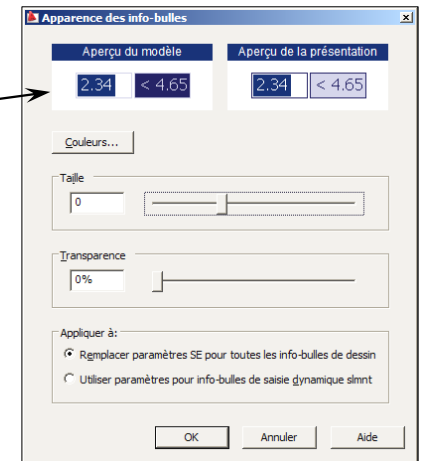 Apparence des info-bulles
Aperçu du modèle
Aperçu de la présentation
2.34 < 4.65
2.34 < 4.65
Couleurs...
Taille
0
Transparence
0%
Appliquer à:
Remplacer paramètres SE pour toutes les info-bulles de dessin
Utiliser paramètres pour info-bulles de saisie dynamique slmnt
OK Annuler Aide